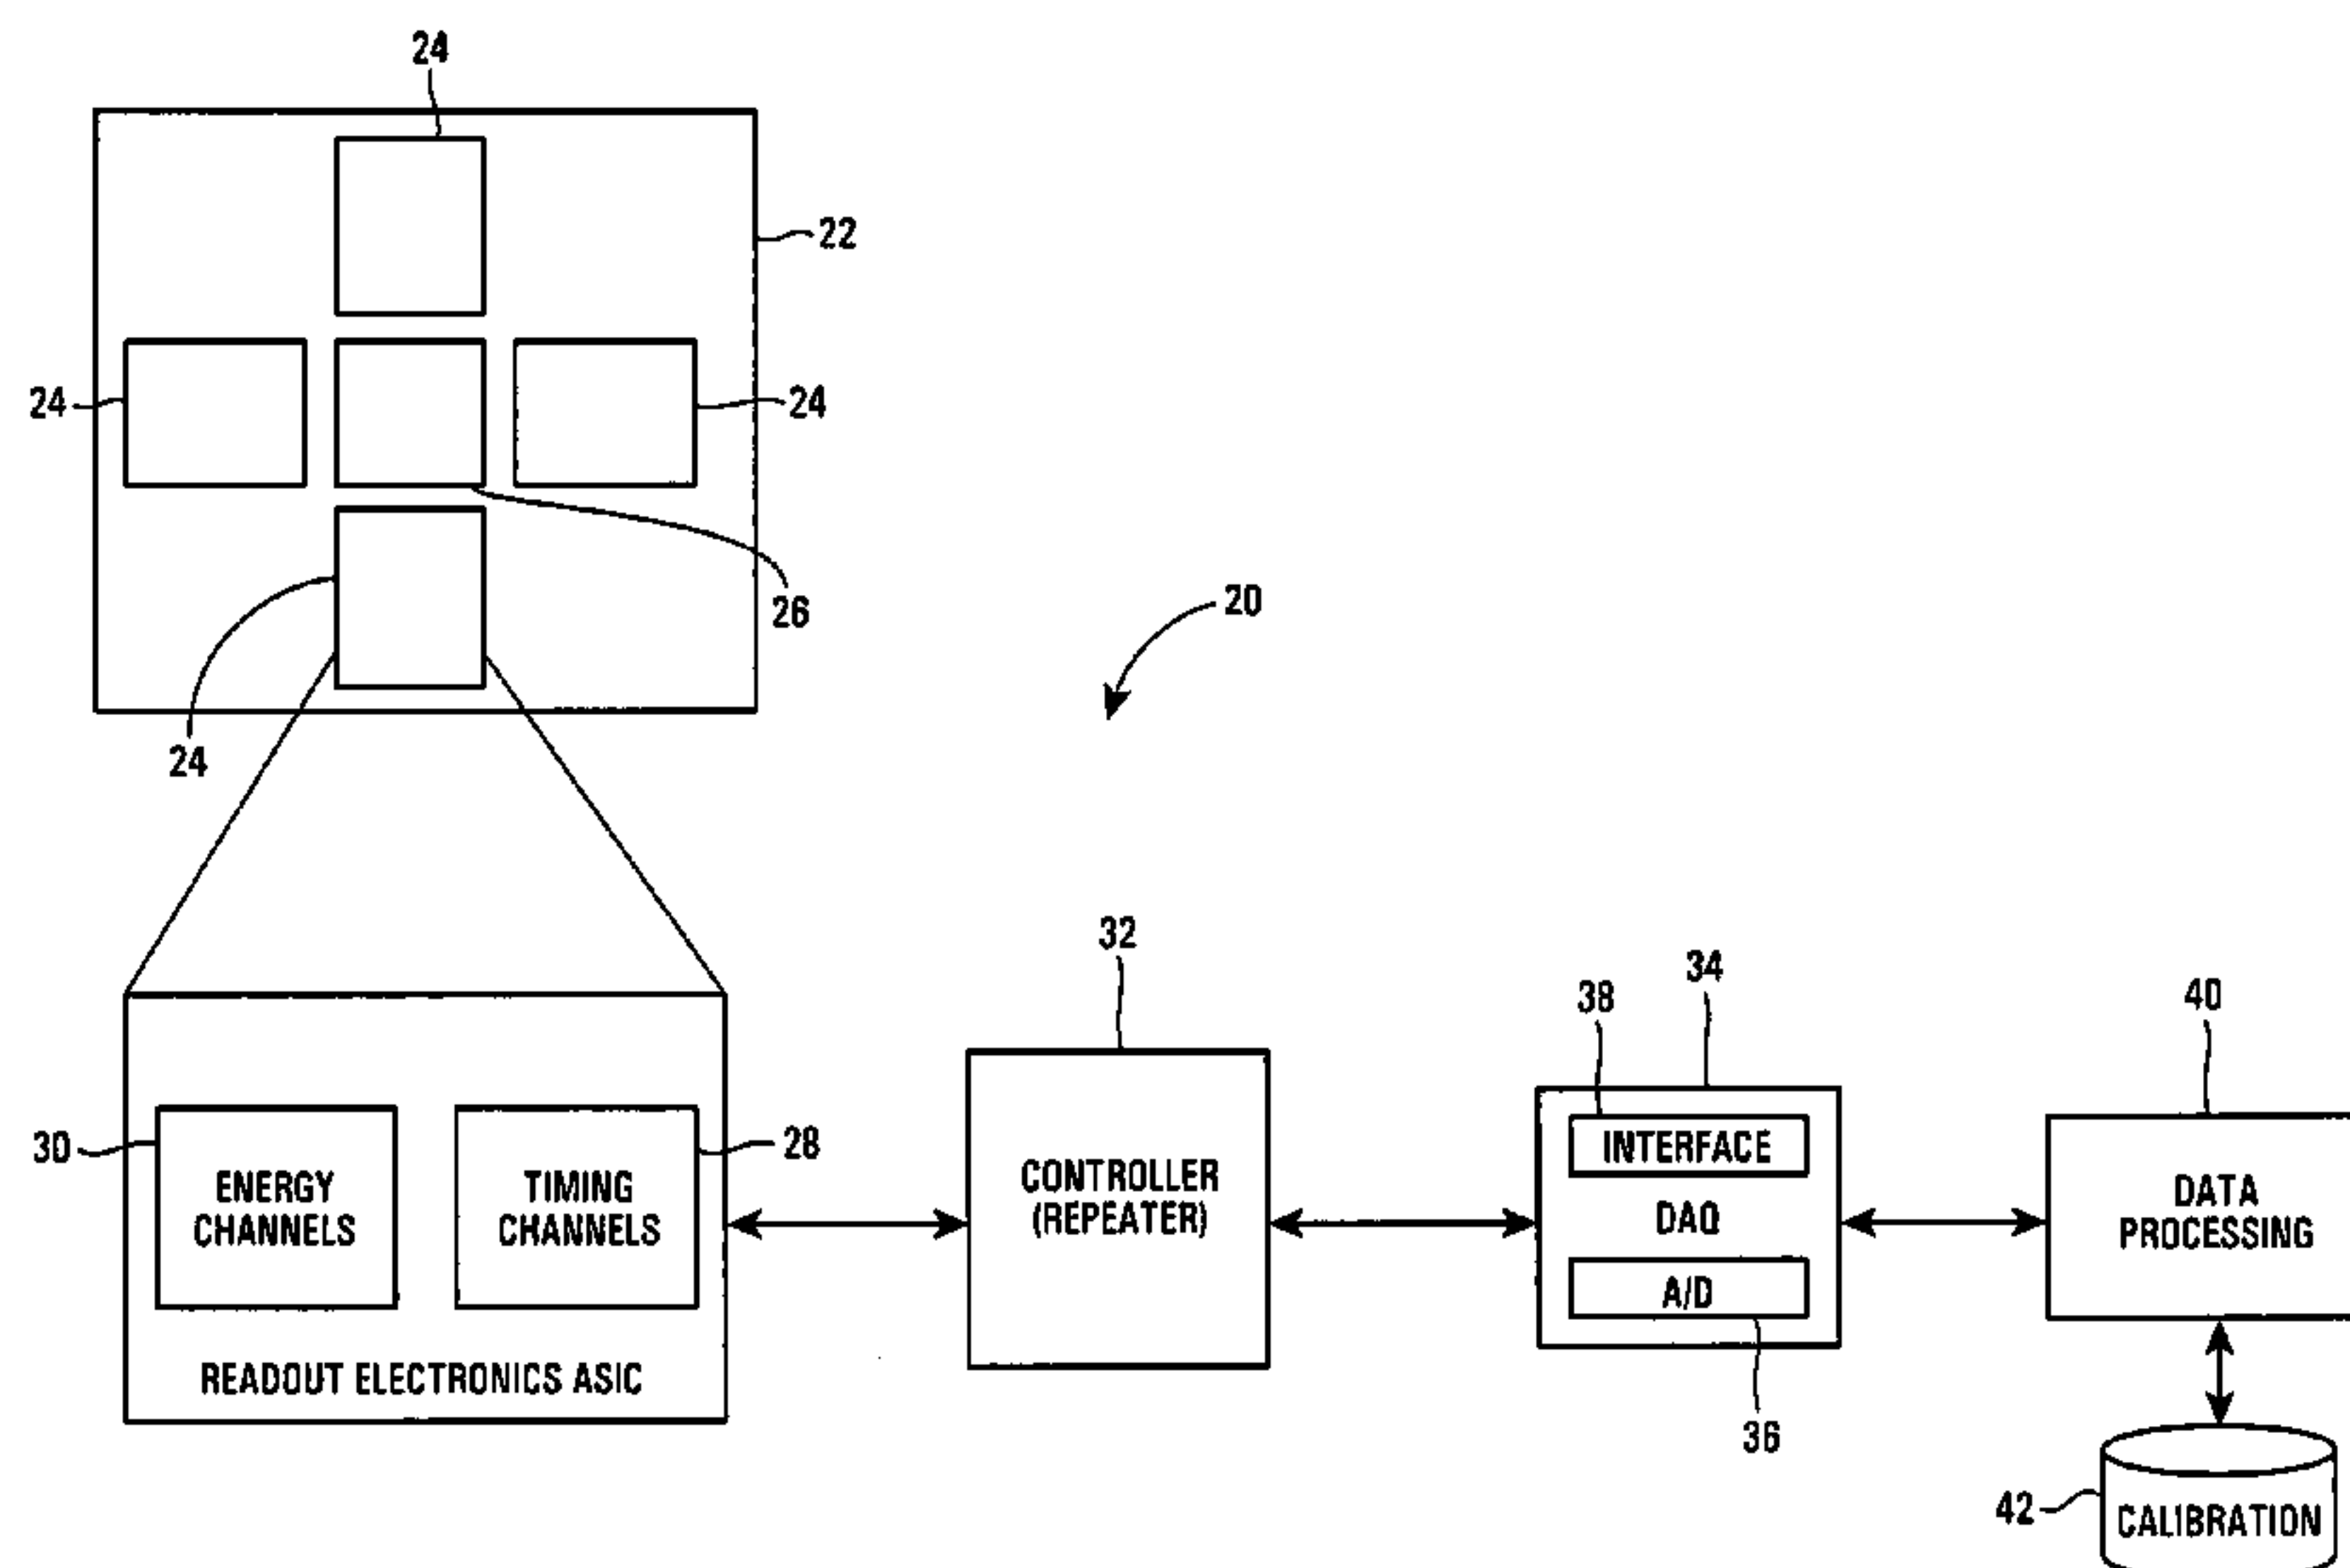 24
22
24
24
26
20
24
32
34
38
40
30
28
ENERGY
CHANNELS
TIMING
CHANNELS
READOUT ELECTRONICS ASIC
CONTROLLER
(REPEATER)
INTERFACE
DAQ
A/D
36
DATA
PROCESSING
42
CALIBRATION